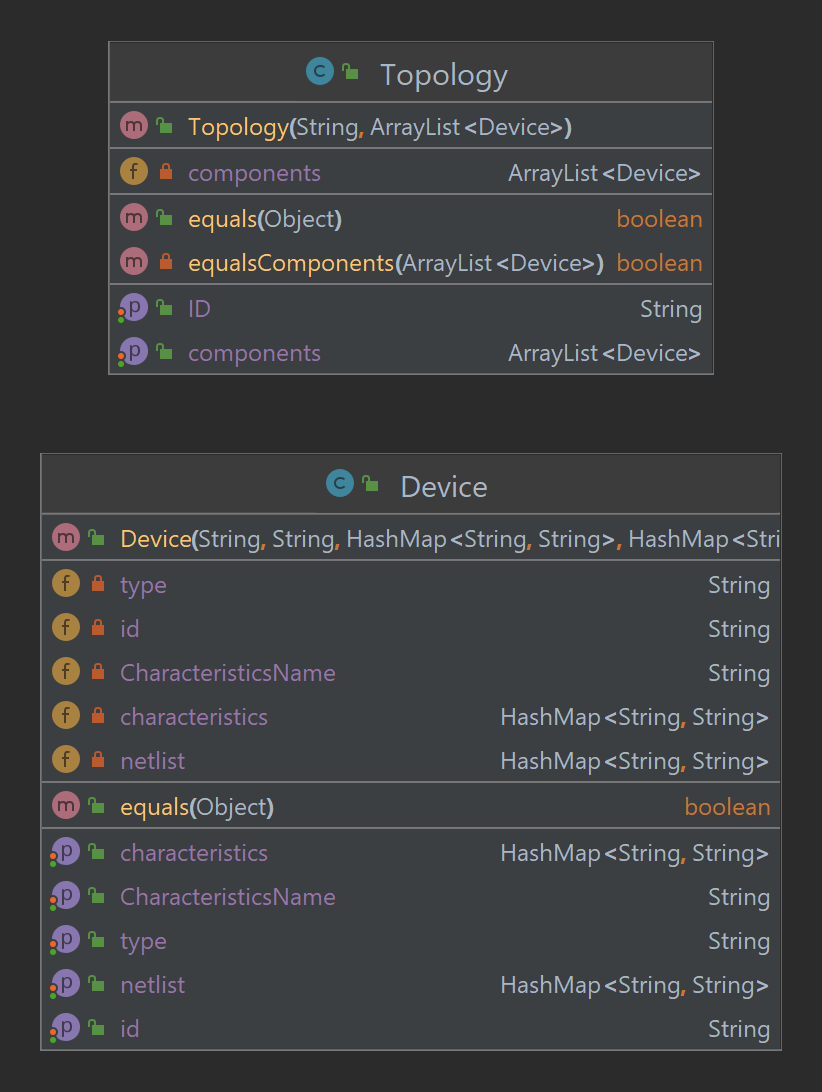 C Topology
m Topology(String, ArrayList<Device>)
f components ArrayList<Device>
m equals(Object) boolean
m equalsComponents(ArrayList<Device>) boolean
p ID String
p components ArrayList<Device>
C Device
m Device(String, String, HashMap<String, String>, HashMap<Stri
f type String
f id String
f CharacteristicsName String
f characteristics HashMap<String, String>
f netlist HashMap<String, String>
m equals(Object) boolean
p characteristics HashMap<String, String>
p CharacteristicsName String
p type String
p netlist HashMap<String, String>
p id String